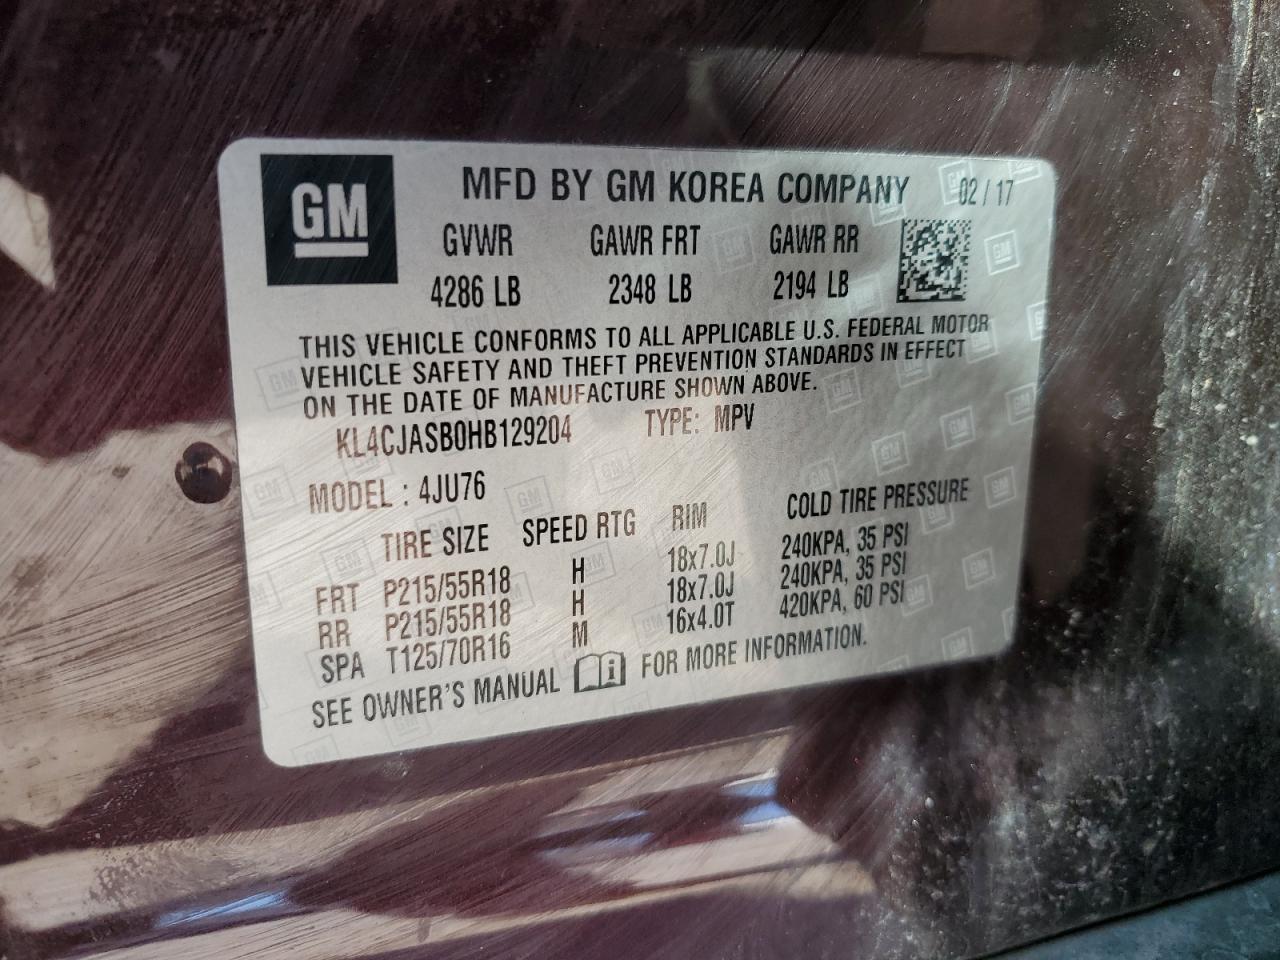 GM
MFD BY GM KOREA COMPANY 02 / 17
GVWR GAWR FRT GAWR RR
4286 LB 2348 LB 2194 LB
THIS VEHICLE CONFORMS TO ALL APPLICABLE U.S. FEDERAL MOTOR
VEHICLE SAFETY AND THEFT PREVENTION STANDARDS IN EFFECT
ON THE DATE OF MANUFACTURE SHOWN ABOVE.
KL4CJASB0HB129204 TYPE: MPV
MODEL : 4JU76
TIRE SIZE SPEED RTG RIM COLD TIRE PRESSURE
FRT P215/55R18 H 18x7.0J 240KPA, 35 PSI
RR P215/55R18 H 18x7.0J 240KPA, 35 PSI
SPA T125/70R16 M 16x4.0T 420KPA, 60 PSI
SEE OWNER'S MANUAL FOR MORE INFORMATION.